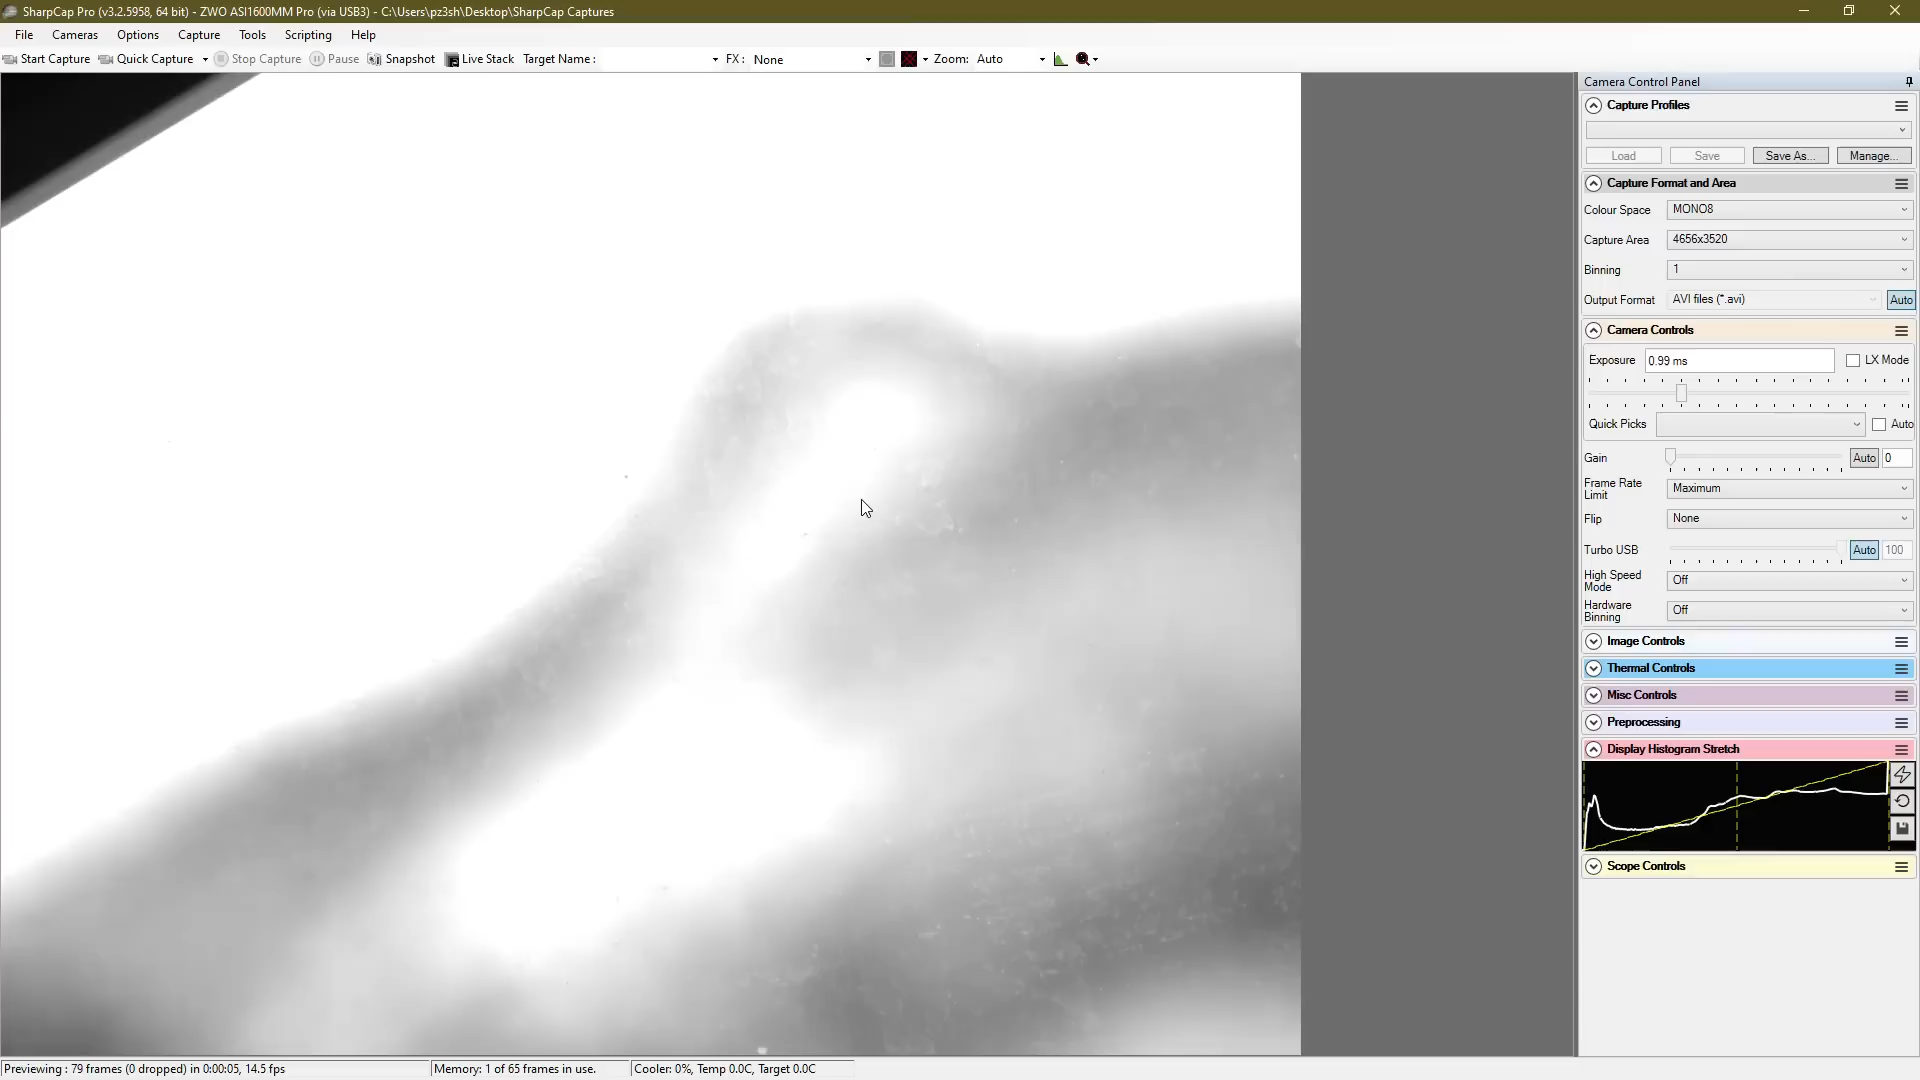 SharpCap Pro (v3.2.5958, 64 bit) - ZWO ASI1600MM Pro (via USB3) - C:\Users\pz3sh\Desktop\SharpCap Captures
File Cameras Options Capture Tools Scripting Help
Start Capture Quick Capture Stop Capture Pause Snapshot Live Stack Target Name : FX : None Zoom: Auto
Camera Control Panel
Capture Profiles
Load Save Save As... Manage...
Capture Format and Area
Colour Space MONO8
Capture Area 4656x3520
Binning 1
Output Format AVI files (*.avi) Auto
Camera Controls
Exposure 0.99 ms LX Mode
Quick Picks Auto
Gain Auto 0
Frame Rate Limit Maximum
Flip None
Turbo USB Auto 100
High Speed Mode Off
Hardware Binning Off
Image Controls
Thermal Controls
Misc Controls
Preprocessing
Display Histogram Stretch
Scope Controls
Previewing : 79 frames (0 dropped) in 0:00:05, 14.5 fps Memory: 1 of 65 frames in use. Cooler: 0%, Temp 0.0C, Target 0.0C